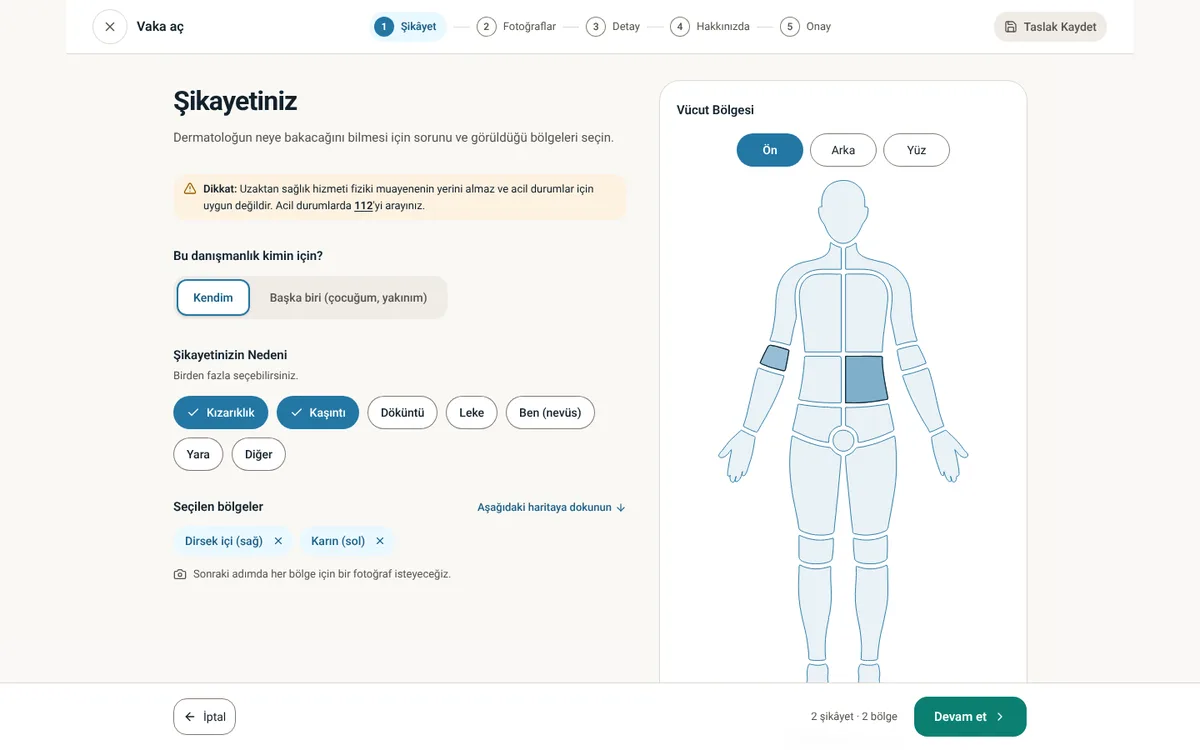 Vaka aç
1 Şikâyet
2 Fotoğraflar
3 Detay
4 Hakkınızda
5 Onay
Taslak Kaydet
Şikayetiniz
Dermatoloğun neye bakacağını bilmesi için sorunu ve görüldüğü bölgeleri seçin.
Dikkat: Uzaktan sağlık hizmeti fiziki muayenenin yerini almaz ve acil durumlar için
uygun değildir. Acil durumlarda 112'yi arayınız.
Bu danışmanlık kimin için?
Kendim
Başka biri (çocuğum, yakınım)
Şikayetinizin Nedeni
Birden fazla seçebilirsiniz.
Kızarıklık
Kaşıntı
Döküntü
Leke
Ben (nevüs)
Yara
Diğer
Seçilen bölgeler
Aşağıdaki haritaya dokunun ↓
Dirsek içi (sağ) ×
Karın (sol) ×
Sonraki adımda her bölge için bir fotoğraf isteyeceğiz.
Vücut Bölgesi
Ön
Arka
Yüz
← İptal
2 şikâyet · 2 bölge
Devam et >